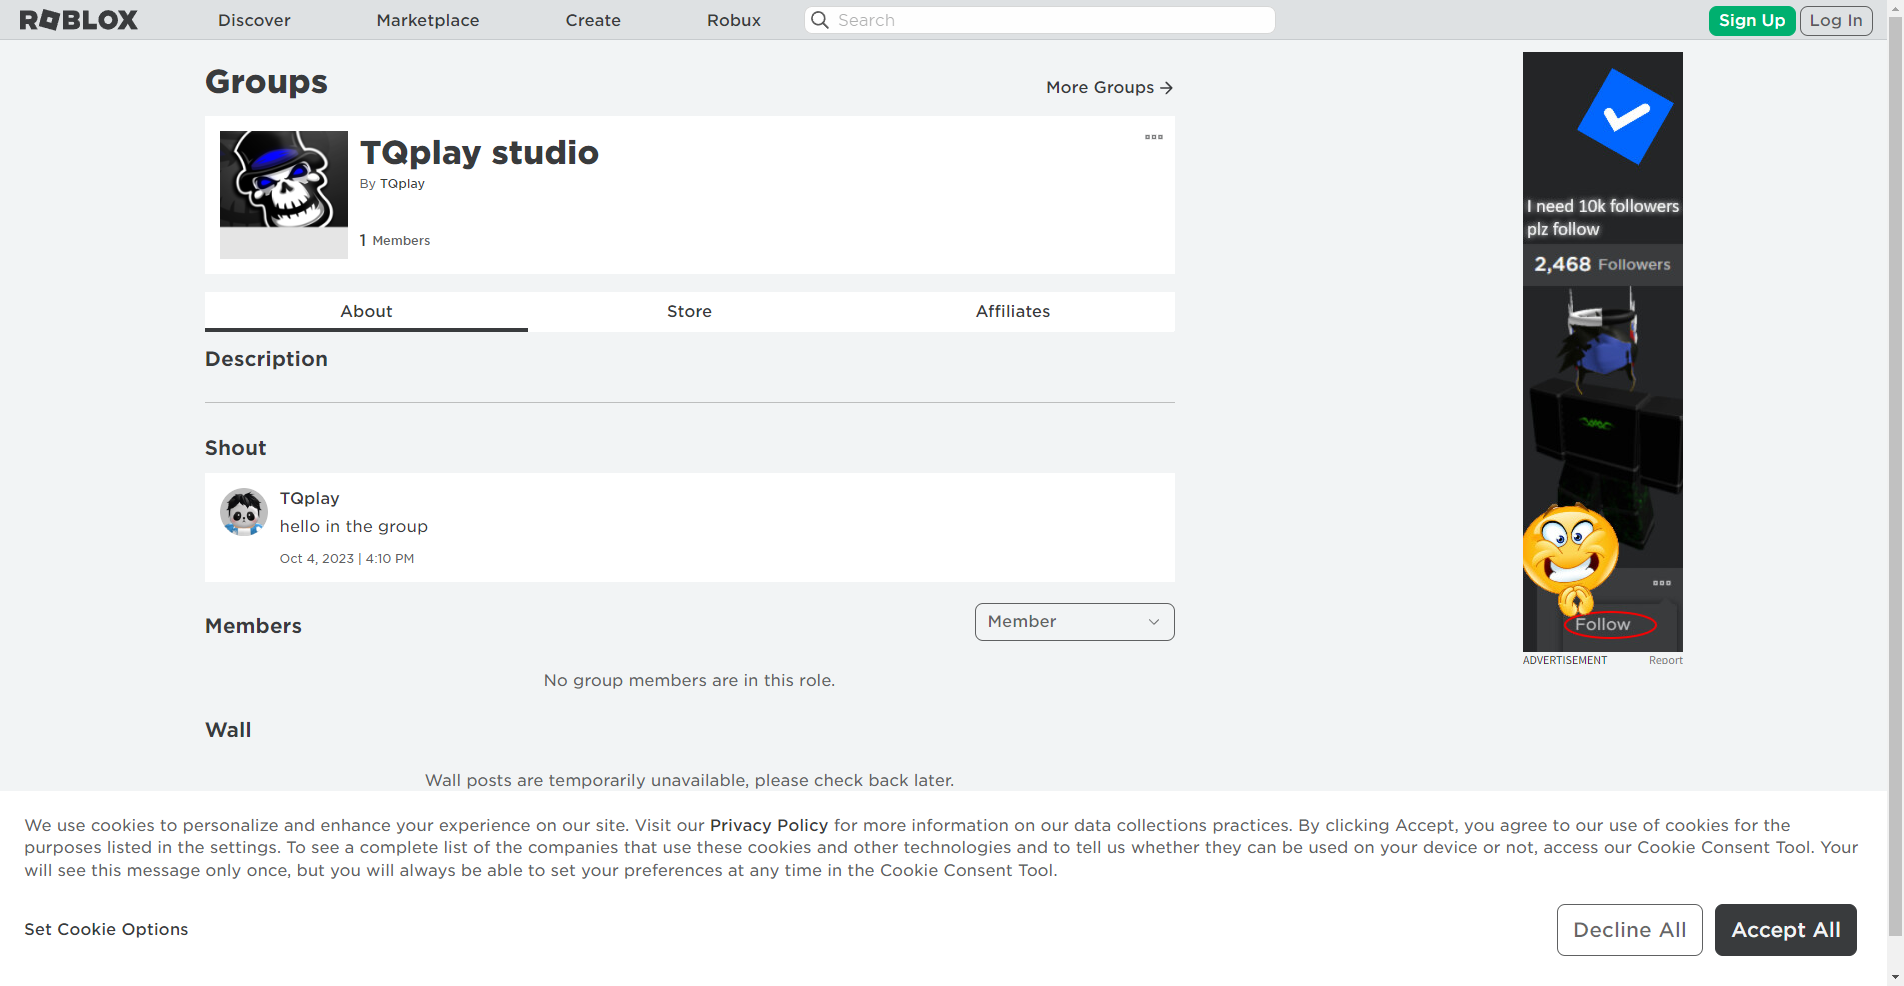 ROBLOX
Discover
Marketplace
Create
Robux
Search
Sign Up
Log In
Groups
More Groups
TQplay studio
By TQplay
1 Members
About
Store
Affiliates
Description
Shout
TQplay
hello in the group
Oct 4, 2023 | 4:10 PM
Members
Member
No group members are in this role.
Wall
Wall posts are temporarily unavailable, please check back later.
I need 10k followers
plz follow
2,468 Followers
Follow
ADVERTISEMENT
Report
We use cookies to personalize and enhance your experience on our site. Visit our Privacy Policy for more information on our data collections practices. By clicking Accept, you agree to our use of cookies for the
purposes listed in the settings. To see a complete list of the companies that use these cookies and other technologies and to tell us whether they can be used on your device or not, access our Cookie Consent Tool. Your
will see this message only once, but you will always be able to set your preferences at any time in the Cookie Consent Tool.
Set Cookie Options
Decline All
Accept All